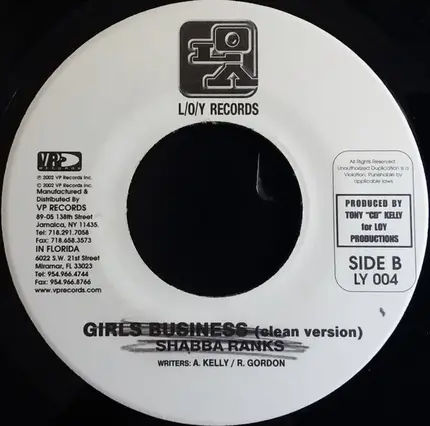 L/O/Y RECORDS
VP
RECORDS
℗ 2002 VP Records Inc.
© 2002 VP Records Inc.
Manufactured &
Distributed By
VP RECORDS
89-05 138th Street
Jamaica, NY 11435.
Tel: 718.291.7058
Fax: 718.658.3573
IN FLORIDA
6022 S.W. 21st Street
Miramar, FL 33023
Tel: 954.966.4744
Fax: 954.966.8766
www.vprecords.com
All Rights Reserved
Unauthorized Duplication is a
Violation. Punishable by
applicable laws
PRODUCED BY
TONY "CD" KELLY
for LOY
PRODUCTIONS
SIDE B
LY 004
GIRLS BUSINESS (clean version)
SHABBA RANKS
WRITERS: A. KELLY / R. GORDON